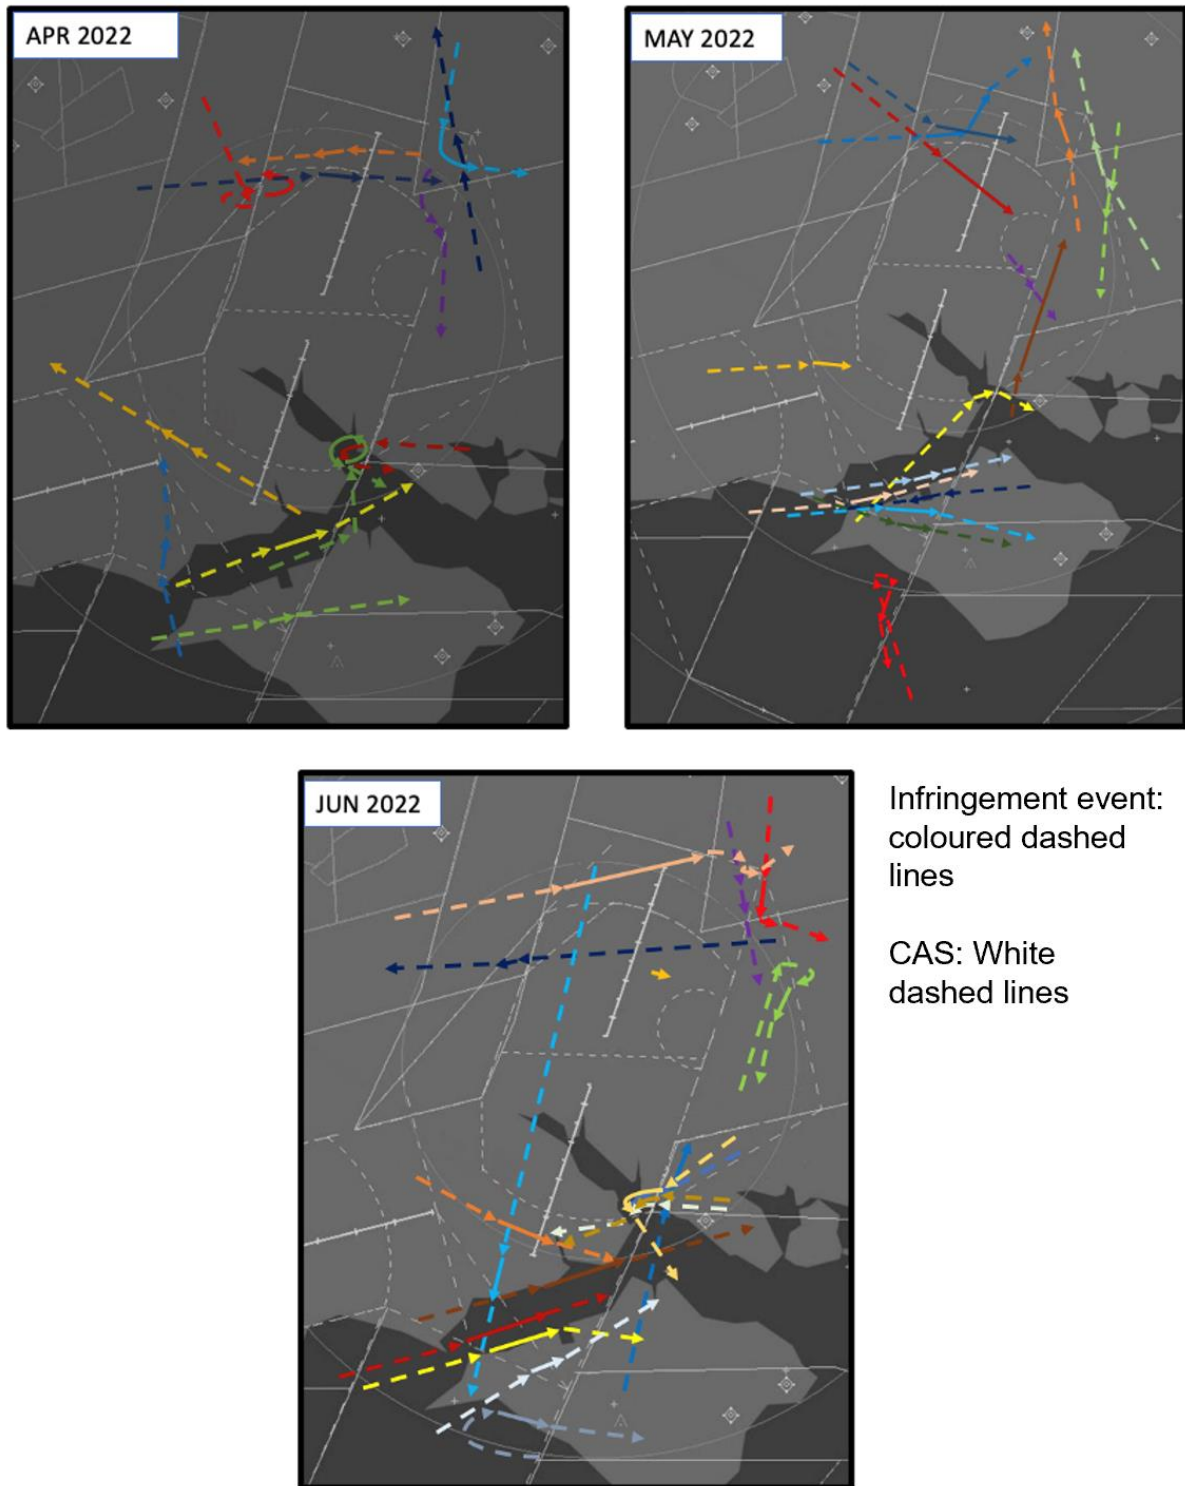 APR 2022
MAY 2022
JUN 2022
Infringement event:
coloured dashed
lines
CAS: White
dashed lines